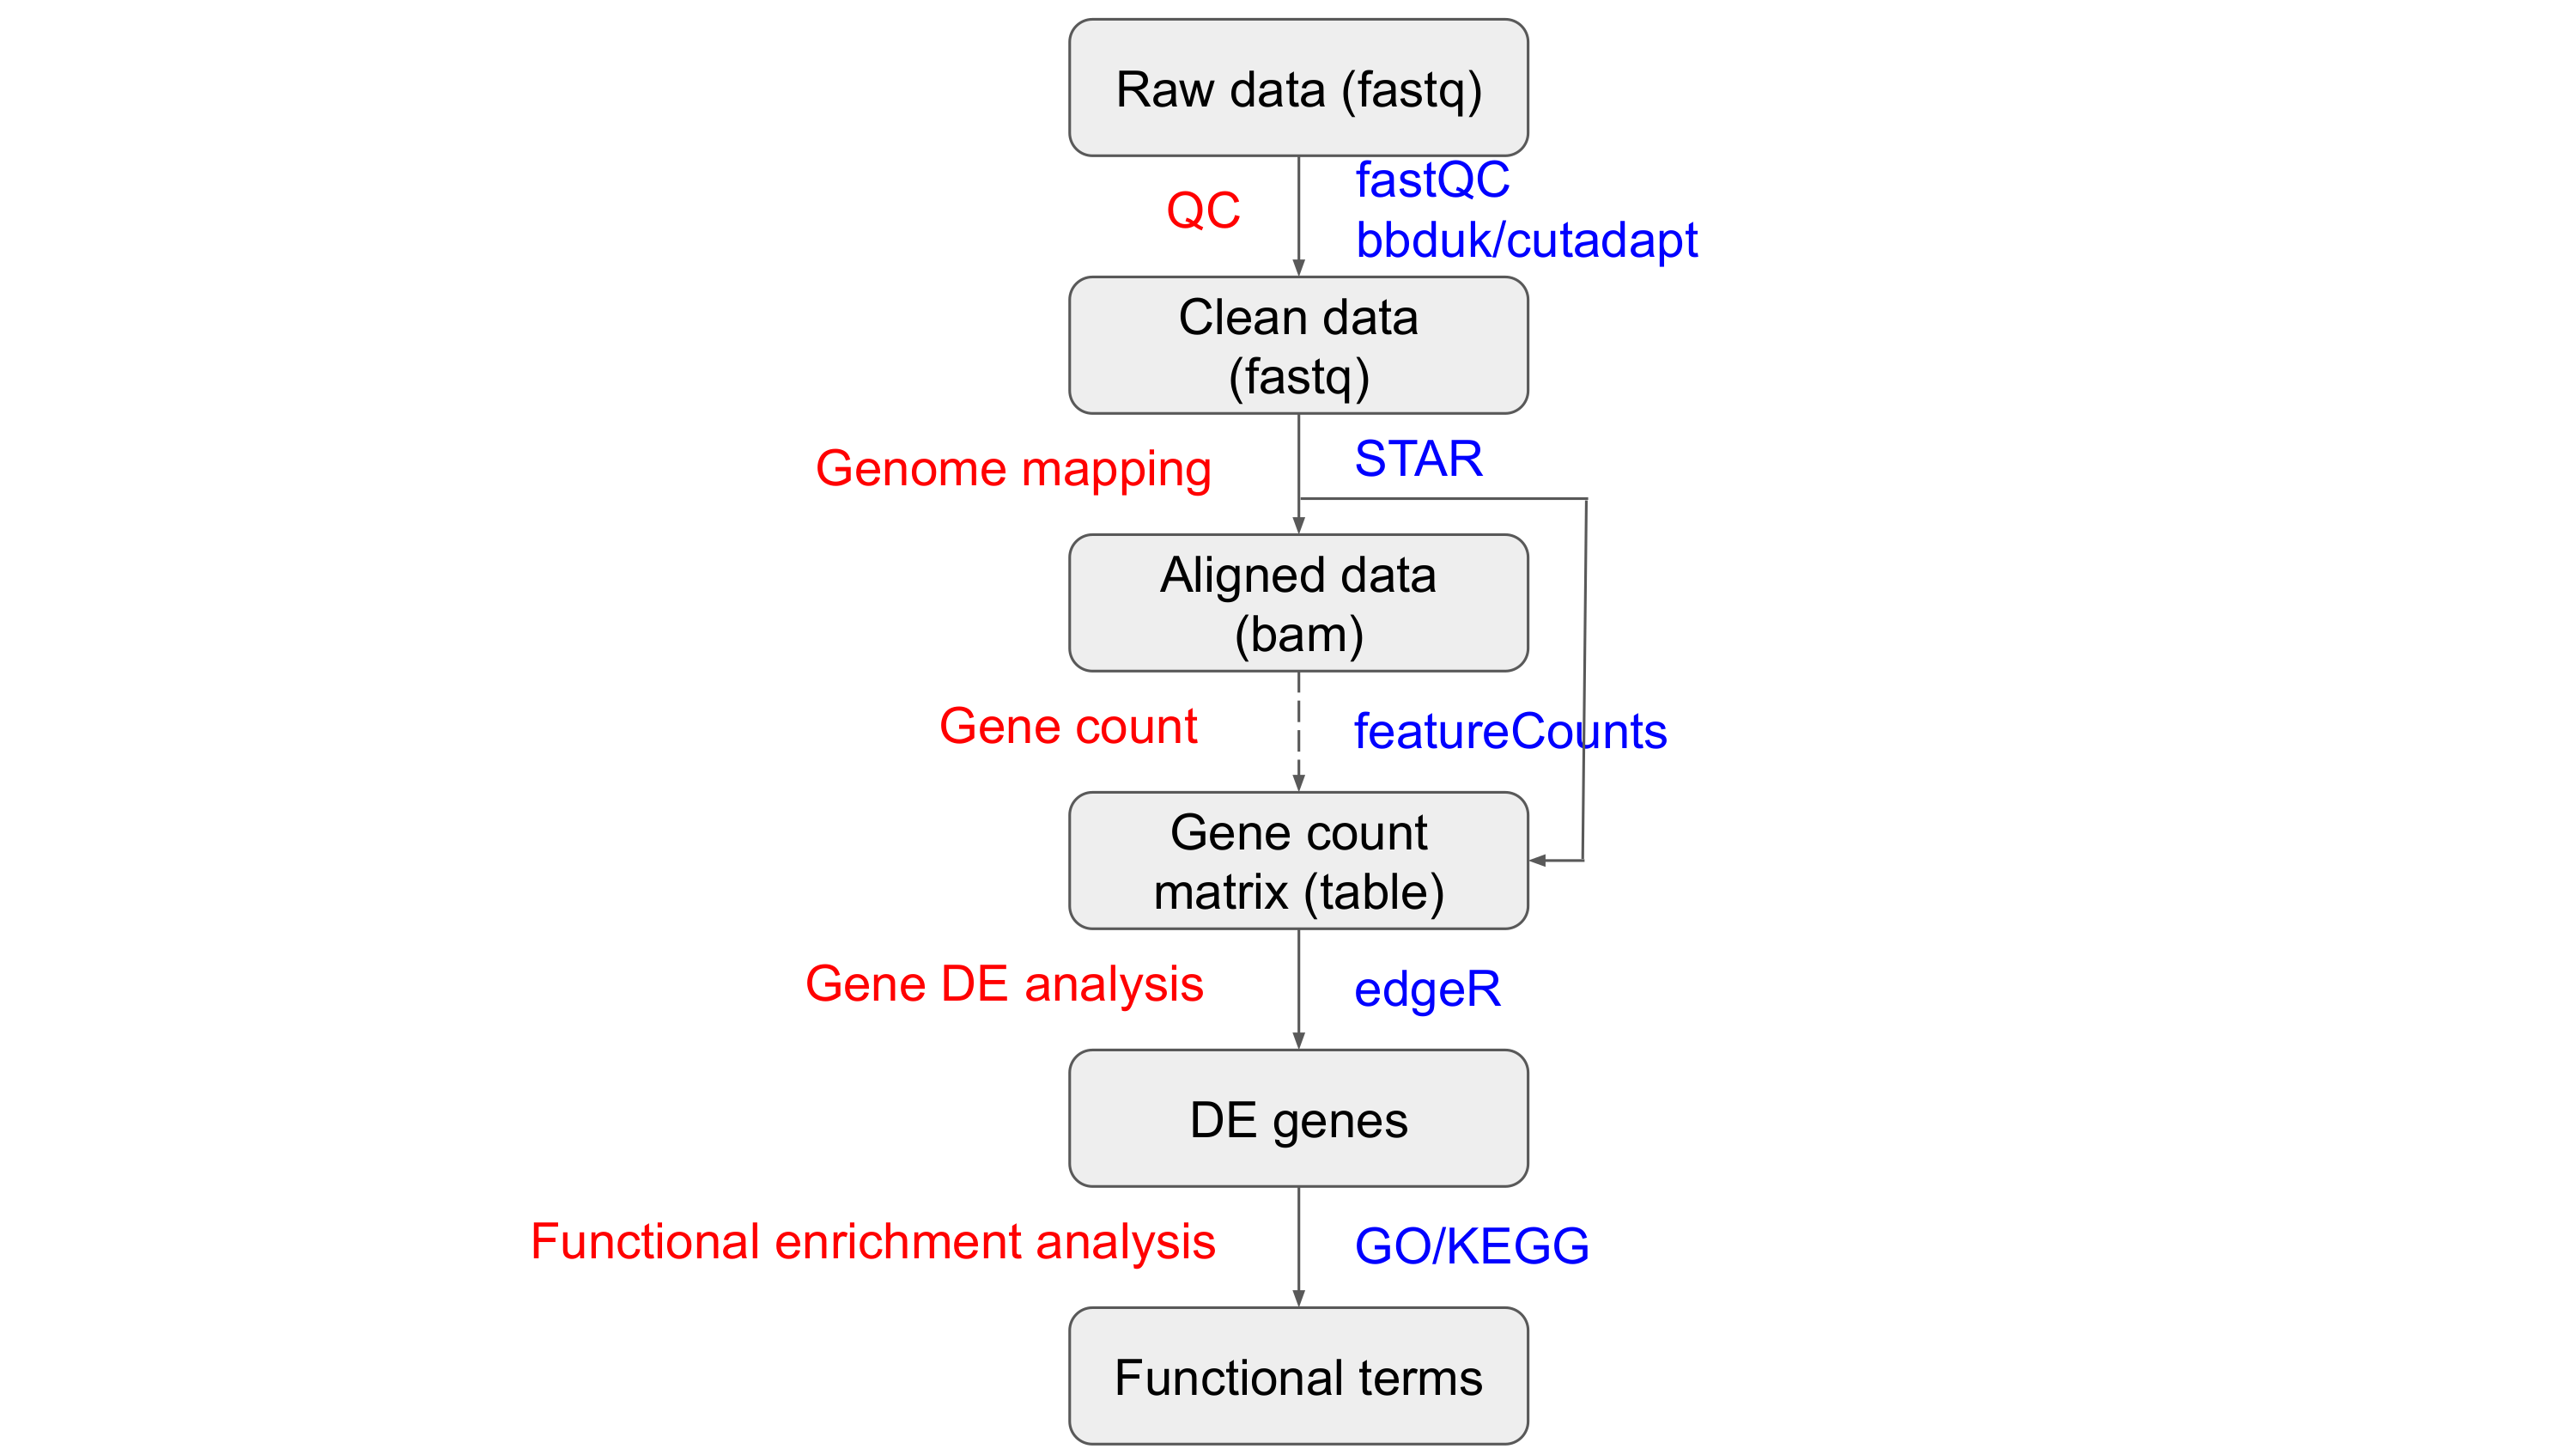 Raw data (fastq)
QC
fastQC
bbduk/cutadapt
Clean data
(fastq)
Genome mapping
STAR
Aligned data
(bam)
Gene count
featureCounts
Gene count
matrix (table)
Gene DE analysis
edgeR
DE genes
Functional enrichment analysis
GO/KEGG
Functional terms